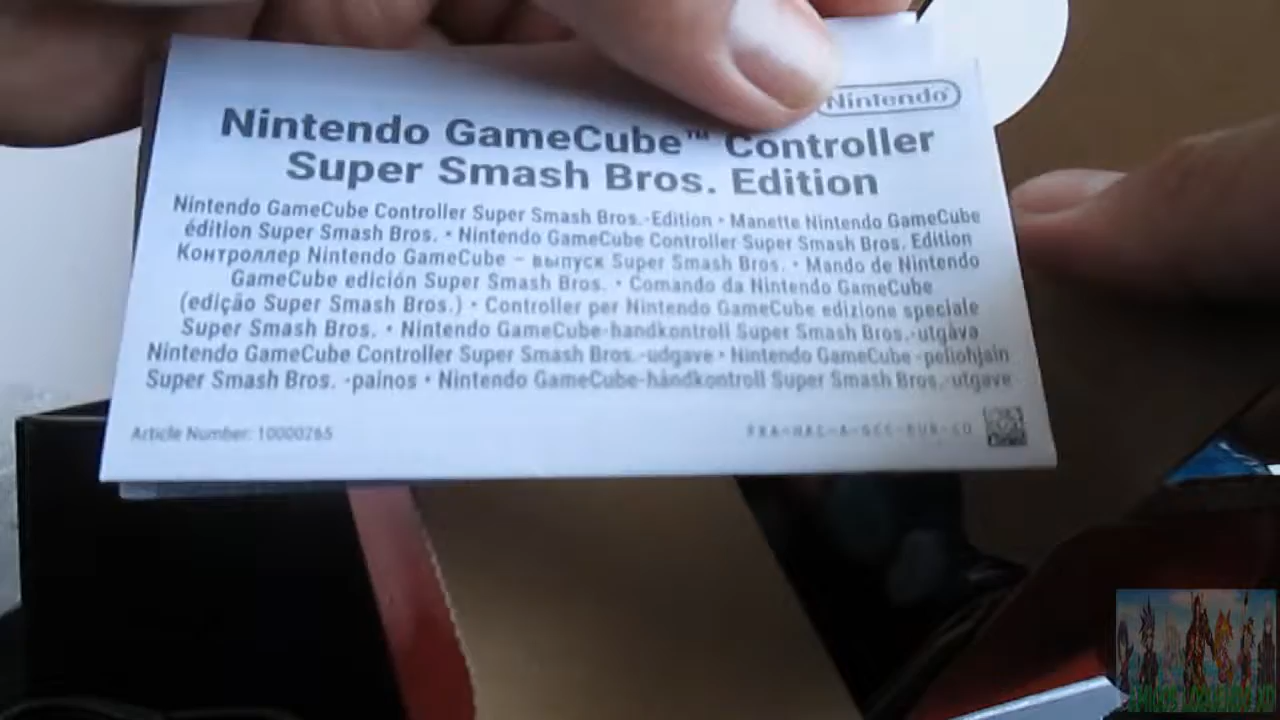 Nintendo
Nintendo GameCube™ Controller
Super Smash Bros. Edition
Nintendo GameCube Controller Super Smash Bros.-Edition • Manette Nintendo GameCube
édition Super Smash Bros. • Nintendo GameCube Controller Super Smash Bros. Edition
Контроллер Nintendo GameCube – выпуск Super Smash Bros. • Mando de Nintendo
GameCube edición Super Smash Bros. • Comando da Nintendo GameCube
(edição Super Smash Bros.) • Controller per Nintendo GameCube edizione speciale
Super Smash Bros. • Nintendo GameCube-handkontroll Super Smash Bros.-utgåva
Nintendo GameCube Controller Super Smash Bros.-udgave • Nintendo GameCube -peliohjain
Super Smash Bros. -painos • Nintendo GameCube-håndkontroll Super Smash Bros.-utgave
Article Number: 10000265